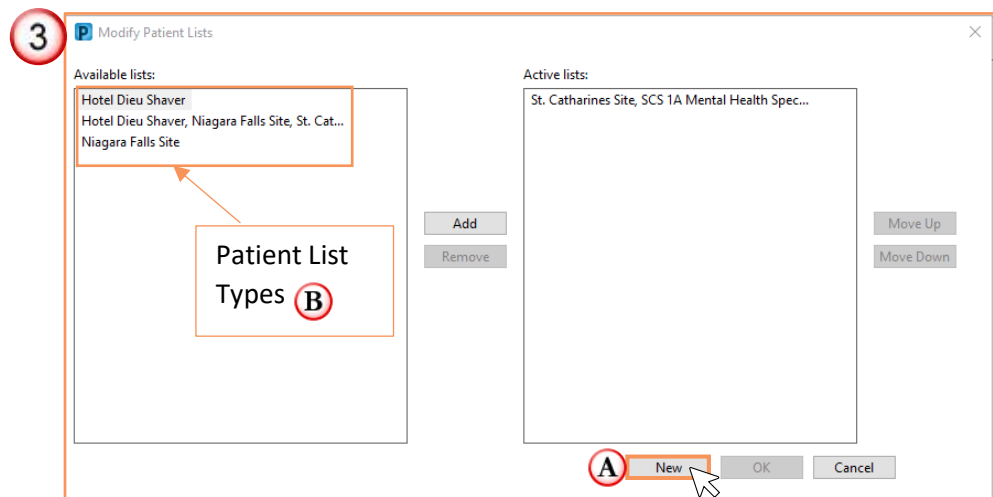 3
P Modify Patient Lists
Available lists:
Active lists:
Hotel Dieu Shaver
Hotel Dieu Shaver, Niagara Falls Site, St. Cat...
Niagara Falls Site
St. Catharines Site, SCS 1A Mental Health Spec...
Add
Remove
Move Up
Move Down
Patient List
Types B
A
New
OK
Cancel